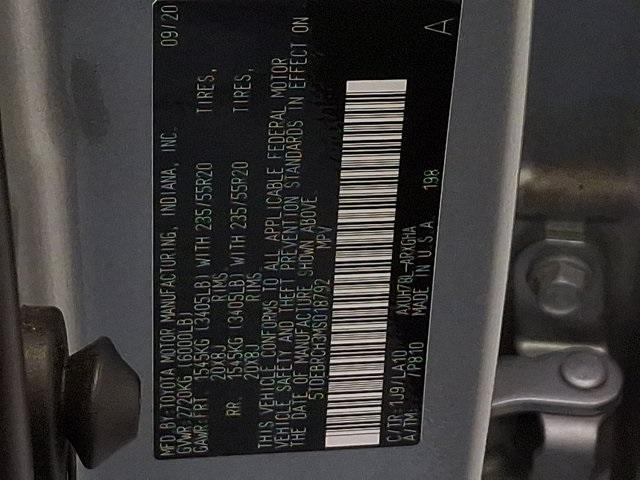 MFD. BY: TOYOTA MOTOR MANUFACTURING, INDIANA, INC. 09/20
GVWR: 2720KG (6000LB)
GAWR: FRT 1545KG (3405LB) WITH 235/55R20 TIRES,
20X8J RIMS
RR. 1545KG (3405LB) WITH 235/55R20 TIRES,
20X8J RIMS
THIS VEHICLE CONFORMS TO ALL APPLICABLE FEDERAL MOTOR
VEHICLE SAFETY AND THEFT PREVENTION STANDARDS IN EFFECT ON
THE DATE OF MANUFACTURE SHOWN ABOVE.
MPV
C/TR: 1J9/LA10 AXUH78L-ARXGHA
A/TM: /P810 MADE IN U.S.A. 198 A